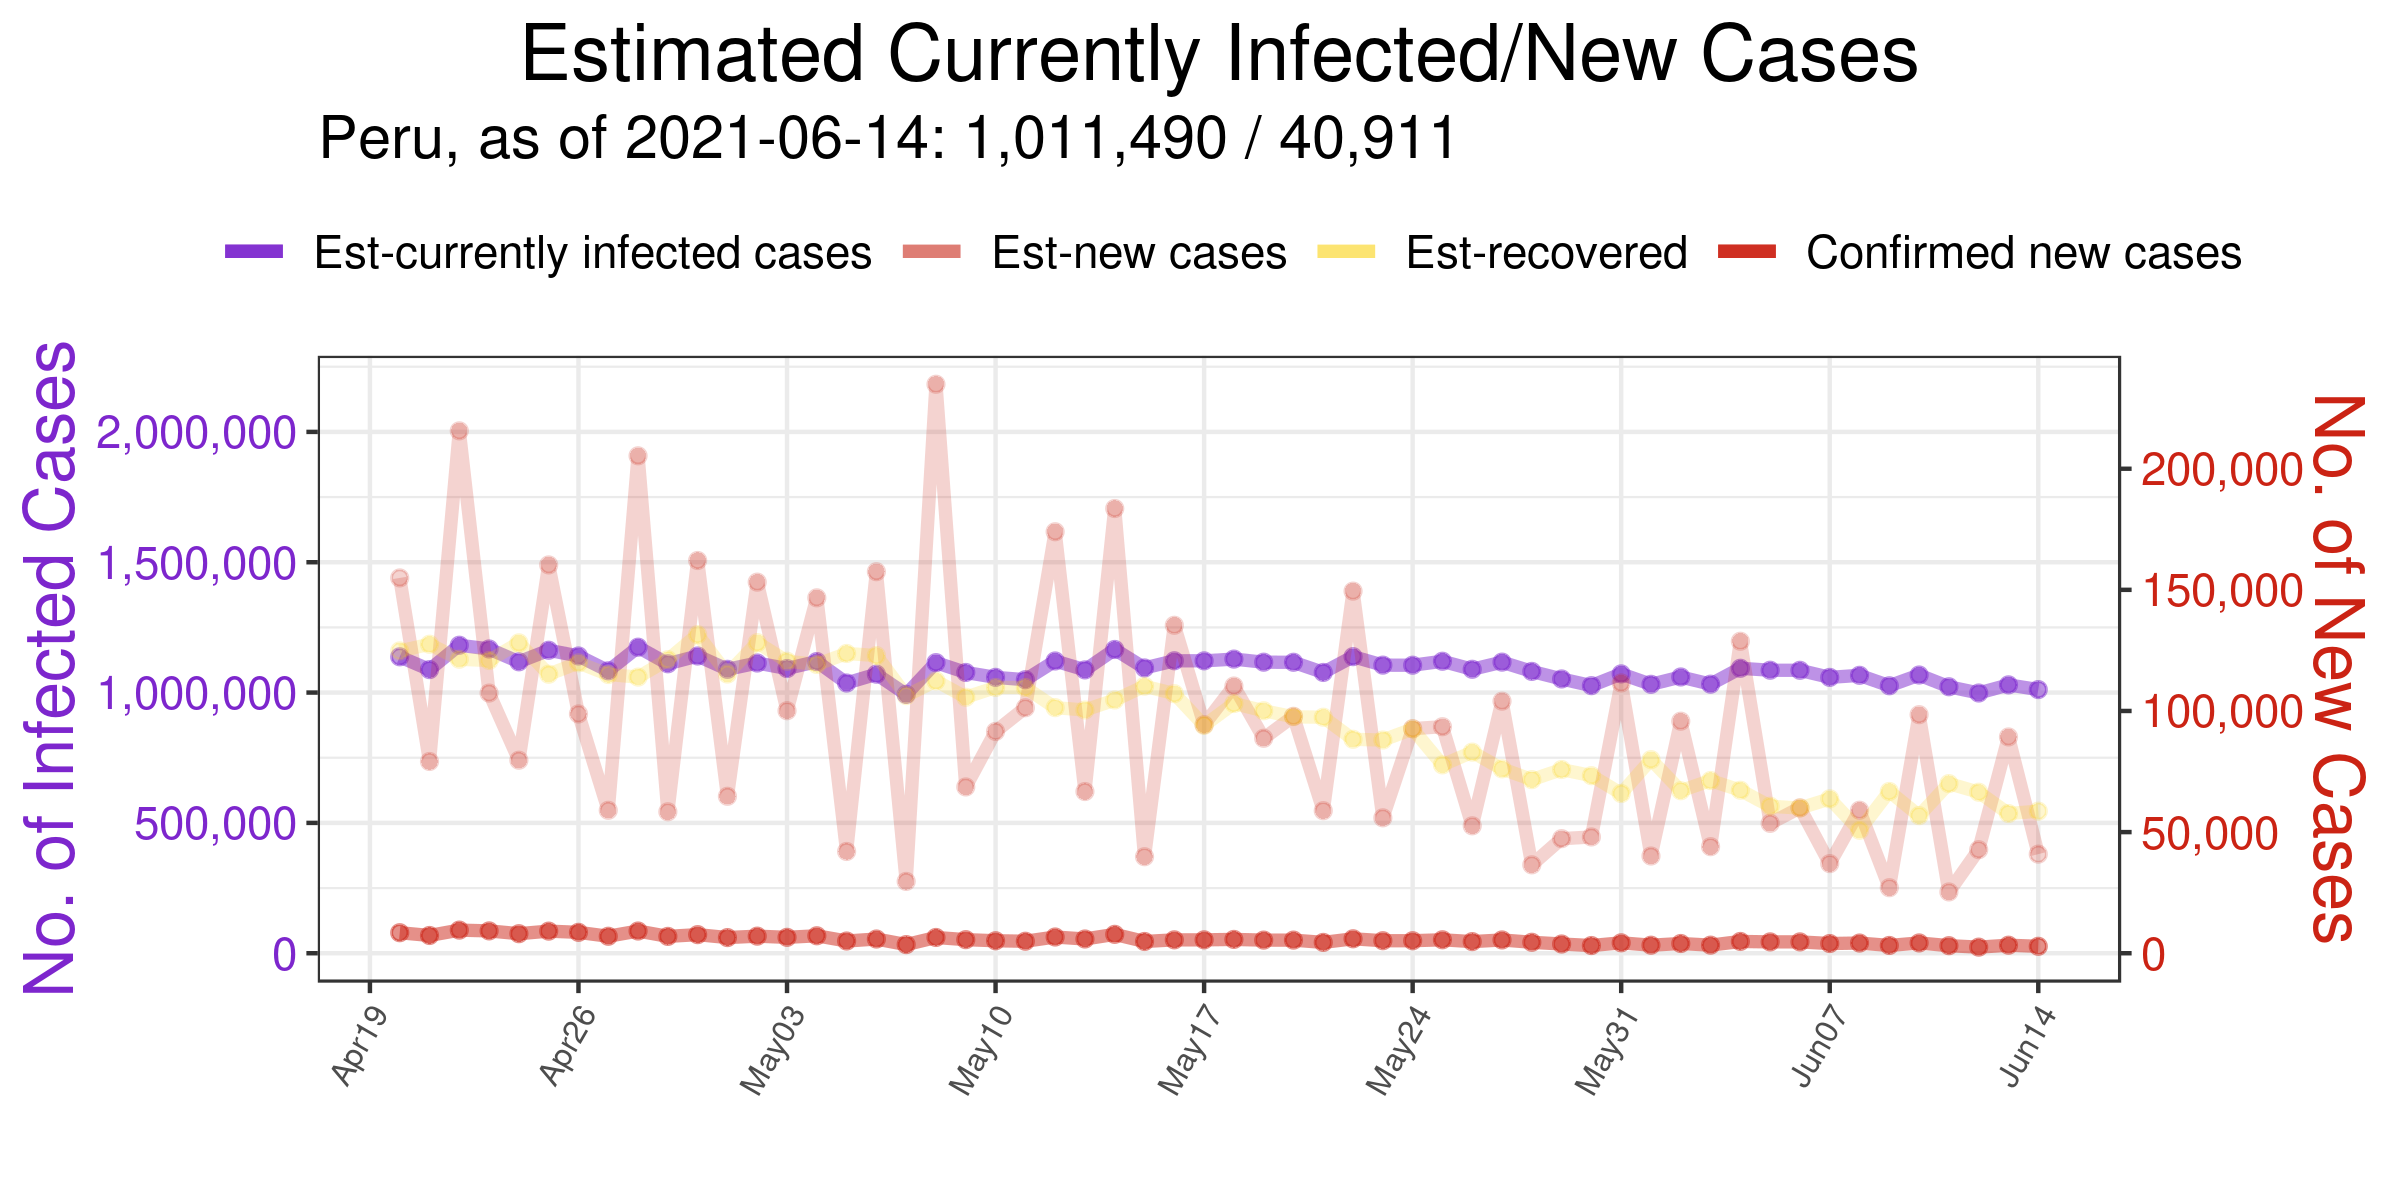 Estimated Currently Infected/New Cases
Peru, as of 2021-06-14: 1,011,490 / 40,911
Est-currently infected cases Est-new cases Est-recovered Confirmed new cases
No. of Infected Cases
2,000,000
1,500,000
1,000,000
500,000
0
200,000
150,000
100,000
50,000
0
No. of New Cases
Apr19 Apr26 May03 May10 May17 May24 May31 Jun07 Jun14